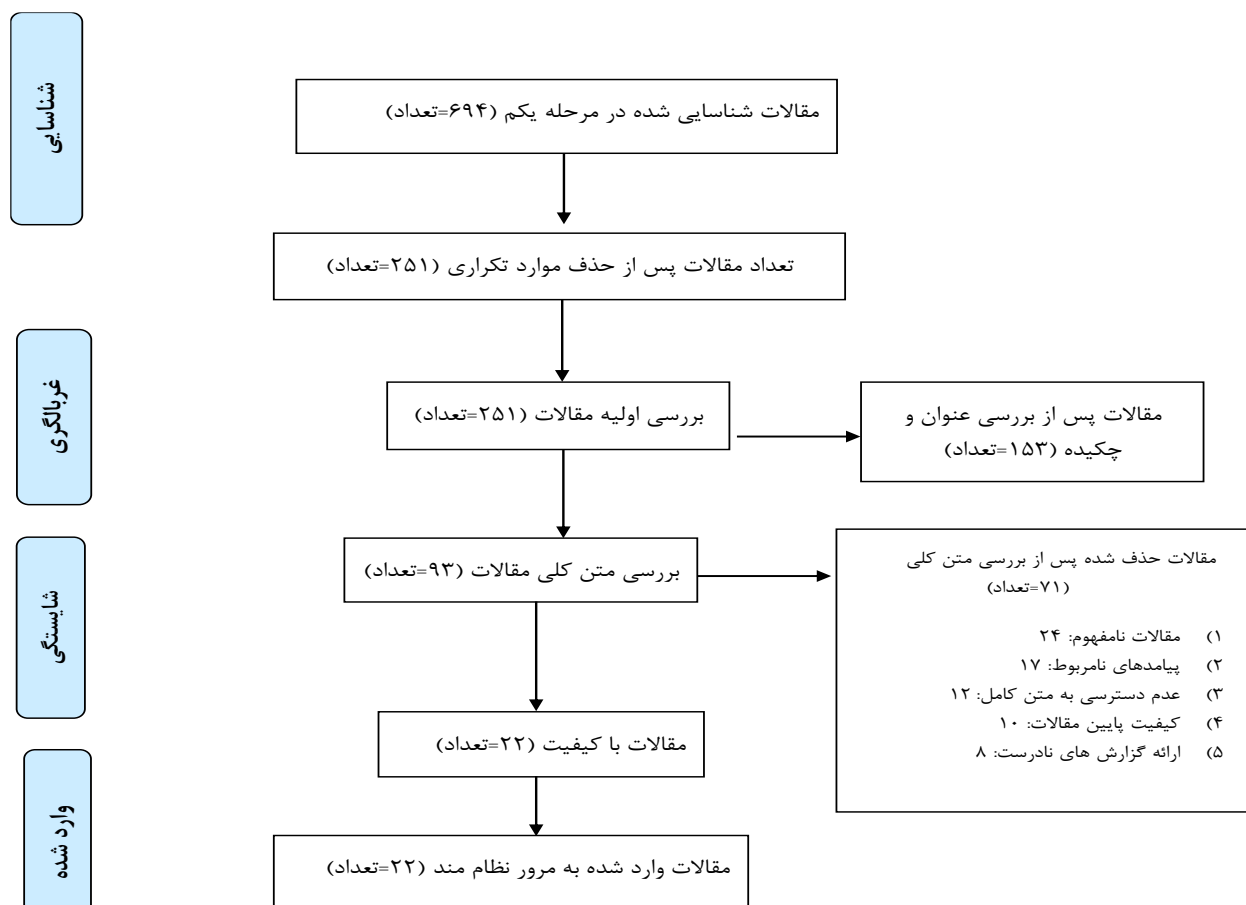 شناسایی
مقالات شناسایی شده در مرحله یکم (۶۹۴=تعداد)
تعداد مقالات پس از حذف موارد تکراری (۲۵۱=تعداد)
غربالگری
بررسی اولیه مقالات (۲۵۱=تعداد)
مقالات پس از بررسی عنوان و
چکیده (۱۵۳=تعداد)
شایستگی
بررسی متن کلی مقالات (۹۳=تعداد)
مقالات حذف شده پس از بررسی متن کلی
(۷۱=تعداد)
۱) مقالات نامفهوم: ۲۴
۲) پیامدهای نامربوط: ۱۷
۳) عدم دسترسی به متن کامل: ۱۲
۴) کیفیت پایین مقالات: ۱۰
۵) ارائه گزارش های نادرست: ۸
مقالات با کیفیت (۲۲=تعداد)
وارد شده
مقالات وارد شده به مرور نظام مند (۲۲=تعداد)